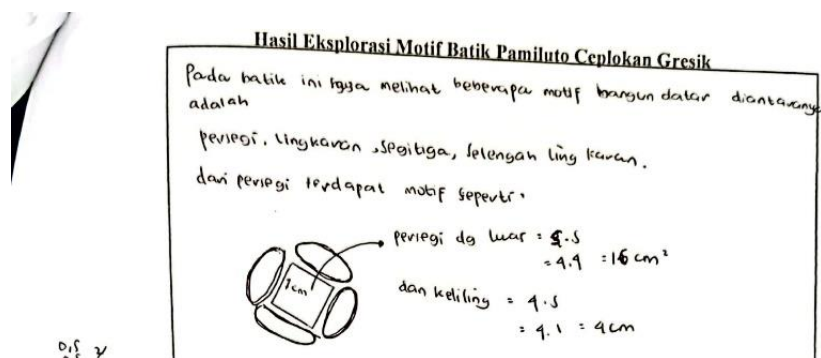 Hasil Eksplorasi Motif Batik Pamiluto Ceplokan Gresik
Pada batik ini saya melihat beberapa motif bangun datar diantaranya
adalah
persegi, lingkaran, segitiga, setengah lingkaran.
dari persegi terdapat motif seperti.
persegi dg luas = s.s
= 4.4 = 16 cm²
1cm
dan keliling = 4.s
= 4.1 = 4cm
0,5